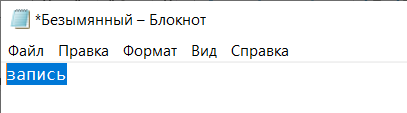 *Безымянный – Блокнот
Файл Правка Формат Вид Справка
запись